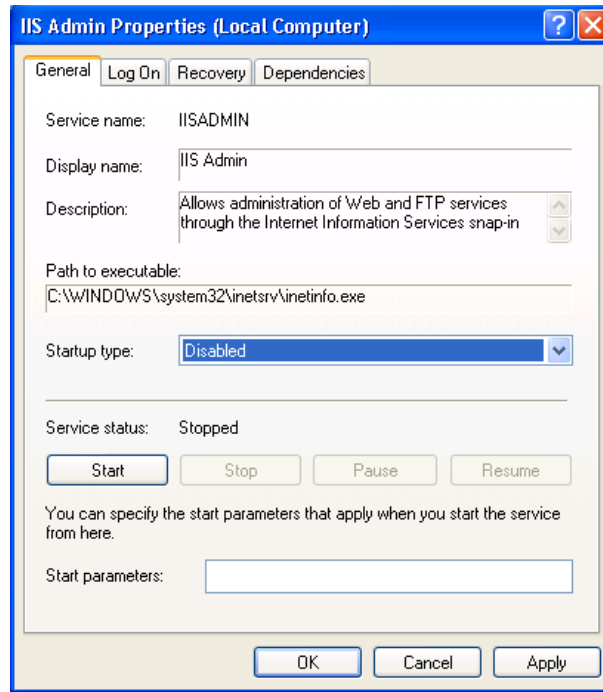 IIS Admin Properties (Local Computer)
General Log On Recovery Dependencies
Service name: IISADMIN
Display name: IIS Admin
Description: Allows administration of Web and FTP services
through the Internet Information Services snap-in
Path to executable:
C:\WINDOWS\system32\inetsrv\inetinfo.exe
Startup type: Disabled
Service status: Stopped
Start Stop Pause Resume
You can specify the start parameters that apply when you start the service
from here.
Start parameters:
OK Cancel Apply